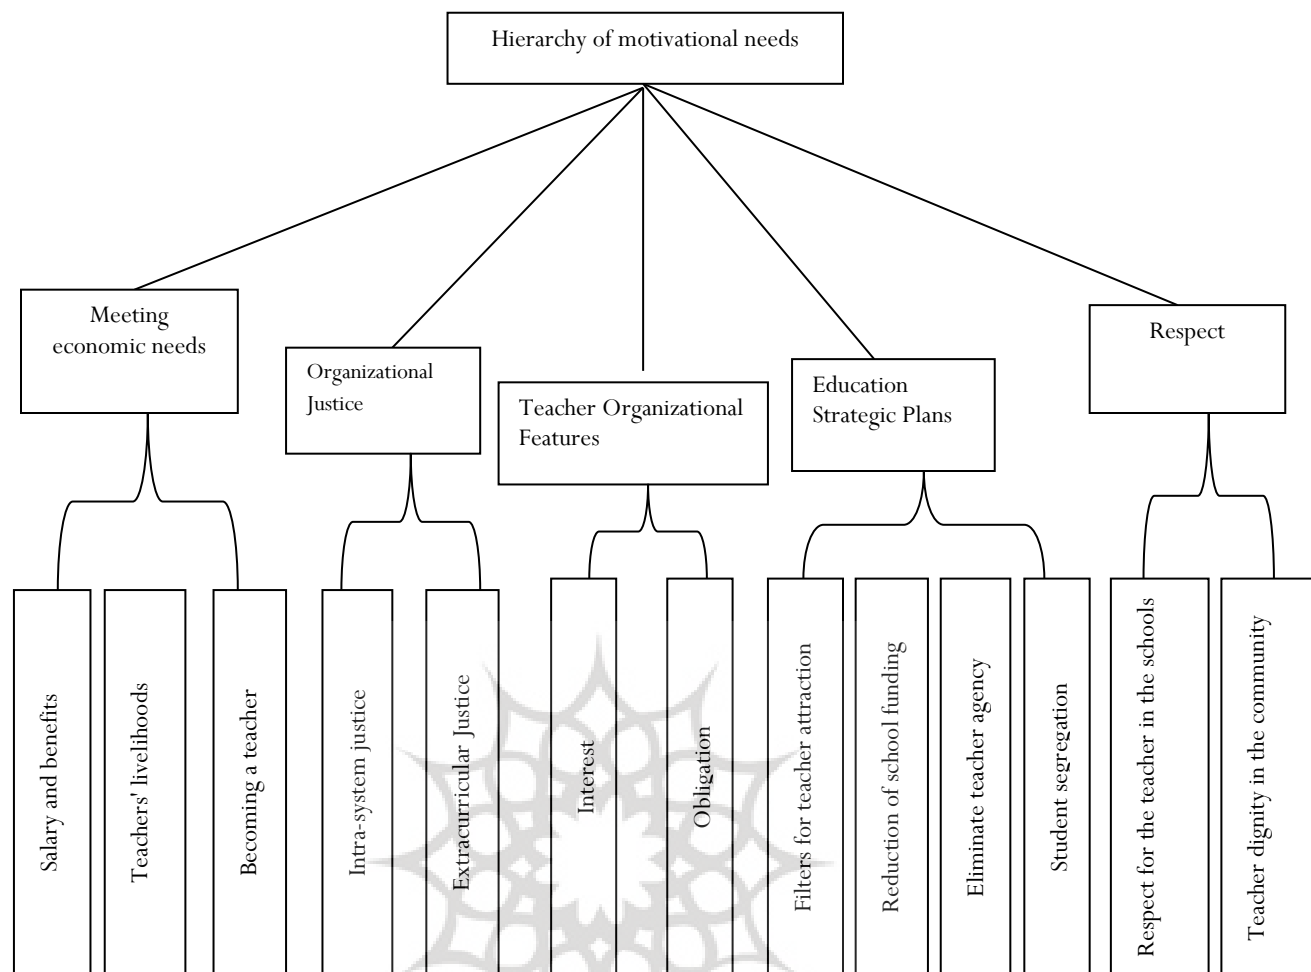 Hierarchy of motivational needs
Meeting
economic needs
Organizational
Justice
Teacher Organizational
Features
Education
Strategic Plans
Respect
Salary and benefits
Teachers' livelihoods
Becoming a teacher
Intra-system justice
Extracurricular Justice
Interest
Obligation
Filters for teacher attraction
Reduction of school funding
Eliminate teacher agency
Student segregation
Respect for the teacher in the schools
Teacher dignity in the community